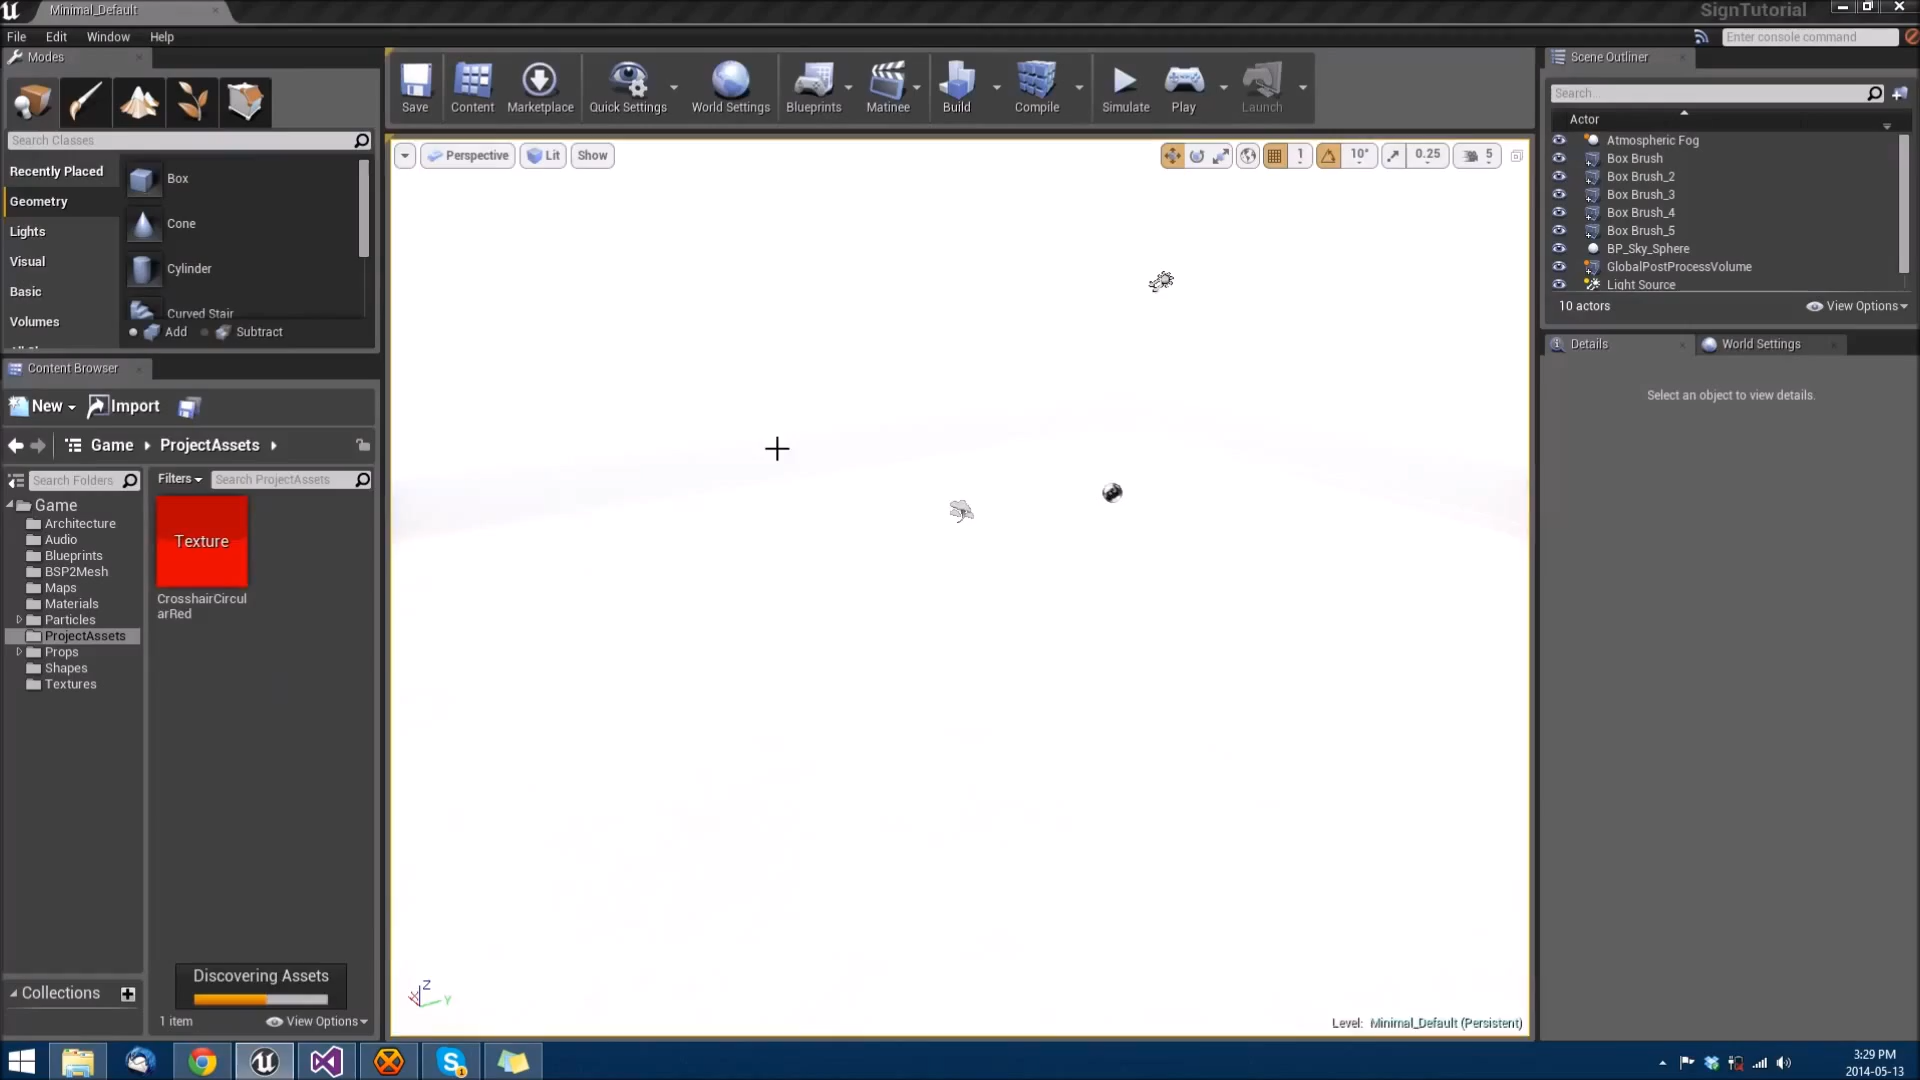 Minimal_Default
SignTutorial
File Edit Window Help
Enter console command
Modes
Search Classes
Recently Placed
Geometry
Lights
Visual
Basic
Volumes
Box
Cone
Cylinder
Curved Stair
Add Subtract
Save
Content
Marketplace
Quick Settings
World Settings
Blueprints
Matinee
Build
Compile
Simulate
Play
Launch
Perspective Lit Show
1 10° 0.25 5
Scene Outliner
Search...
Actor
Atmospheric Fog
Box Brush
Box Brush_2
Box Brush_3
Box Brush_4
Box Brush_5
BP_Sky_Sphere
GlobalPostProcessVolume
Light Source
10 actors View Options
Details World Settings
Select an object to view details.
Content Browser
New Import
Game ProjectAssets
Search Folders
Filters Search ProjectAssets
Game
Architecture
Audio
Blueprints
BSP2Mesh
Maps
Materials
Particles
ProjectAssets
Props
Shapes
Textures
Texture
CrosshairCircul
arRed
Discovering Assets
Collections
1 item View Options
Z
X
Y
Level: Minimal_Default (Persistent)
3:29 PM
2014-05-13